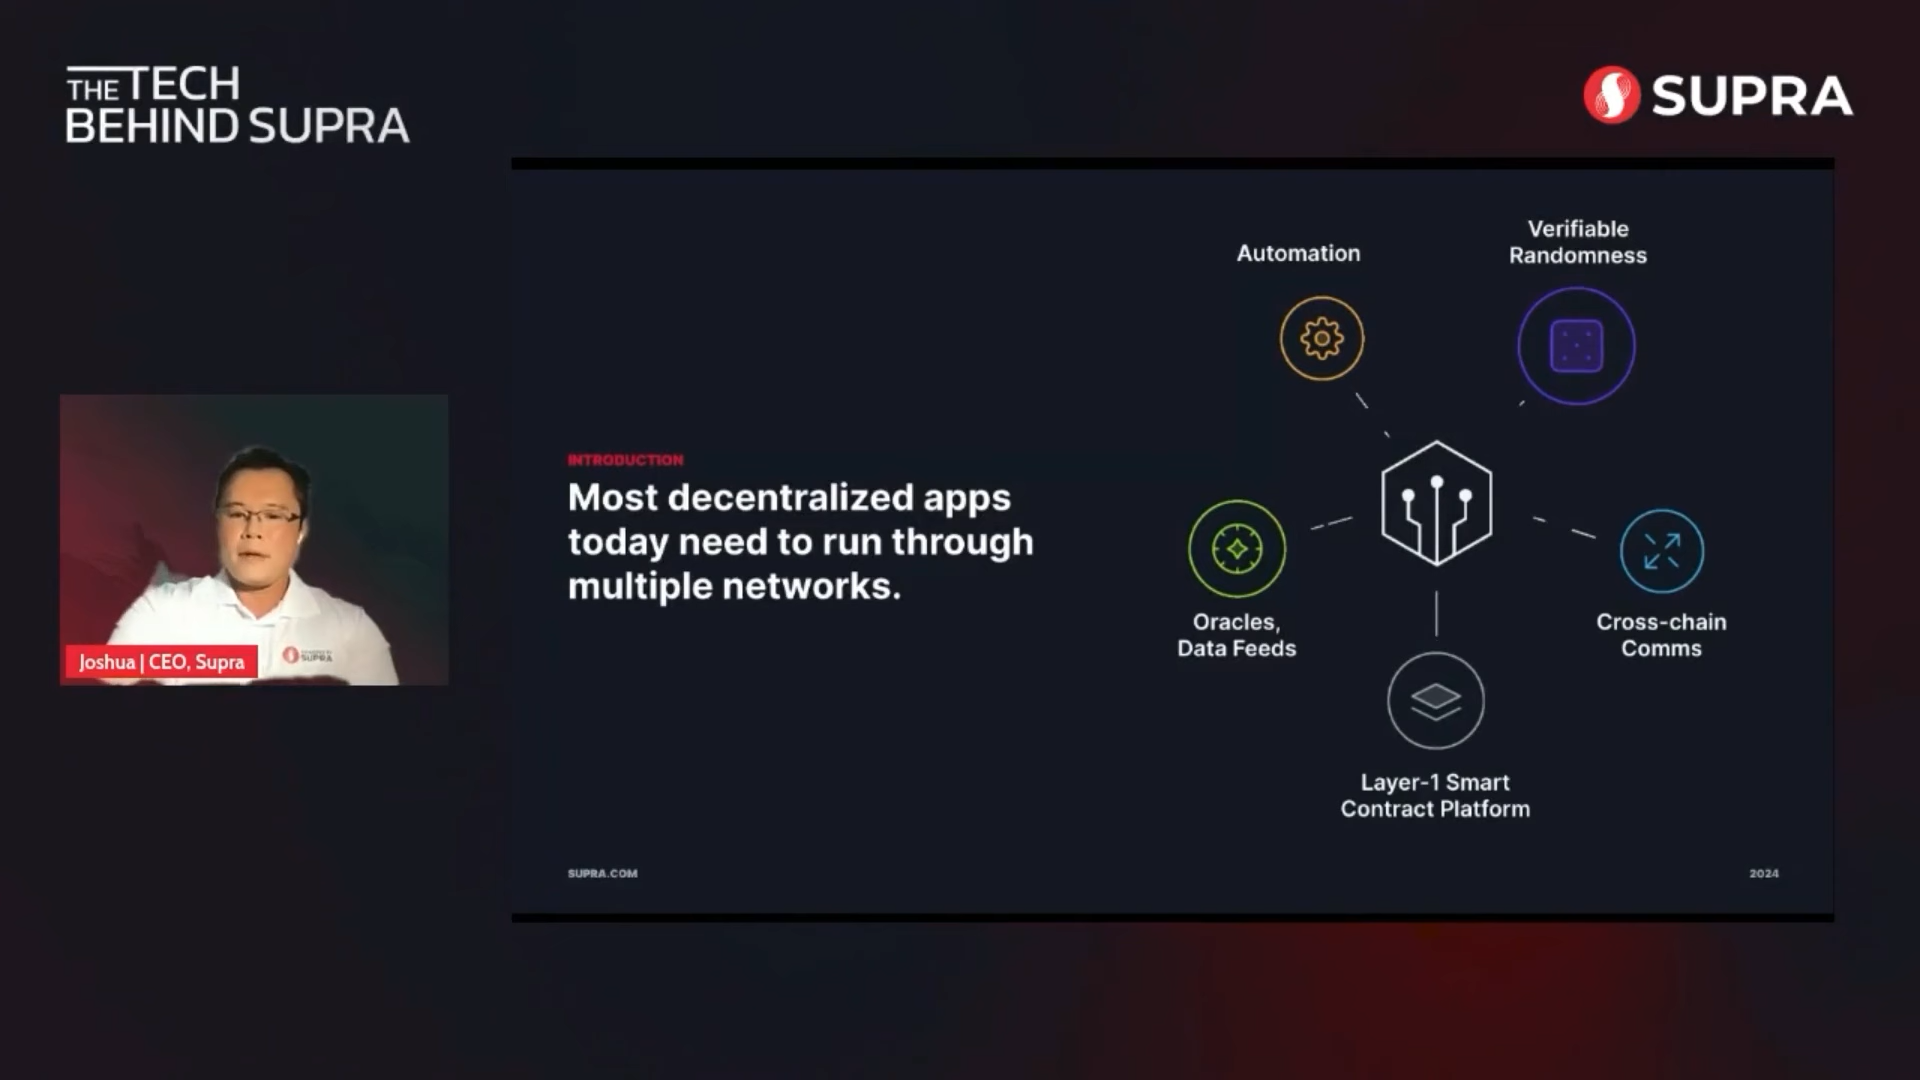 THE TECH
BEHIND SUPRA
SUPRA
Automation
Verifiable
Randomness
INTRODUCTION
Most decentralized apps
today need to run through
multiple networks.
Oracles,
Data Feeds
Cross-chain
Comms
Layer-1 Smart
Contract Platform
Joshua | CEO, Supra
SUPRA
SUPRA.COM
2024